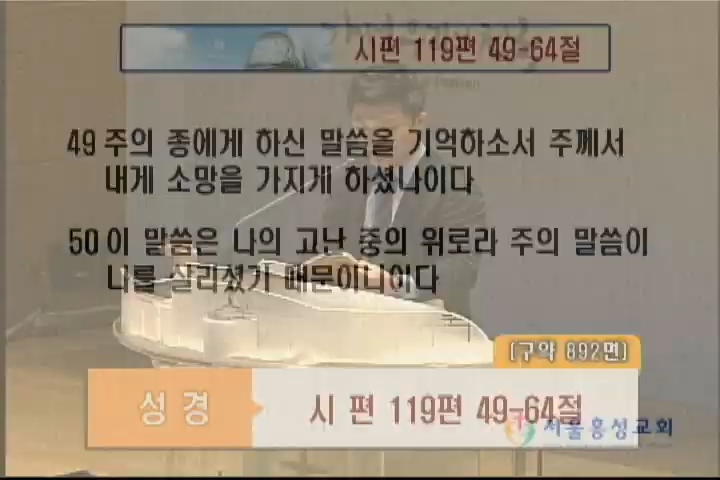 시편 119편 49-64절
49 주의 종에게 하신 말씀을 기억하소서 주께서
내게 소망을 가지게 하셨나이다
50 이 말씀은 나의 고난 중의 위로라 주의 말씀이
나를 살리셨기 때문이니이다
(구약 892면)
성경 시편 119편 49-64절
서울홍성교회